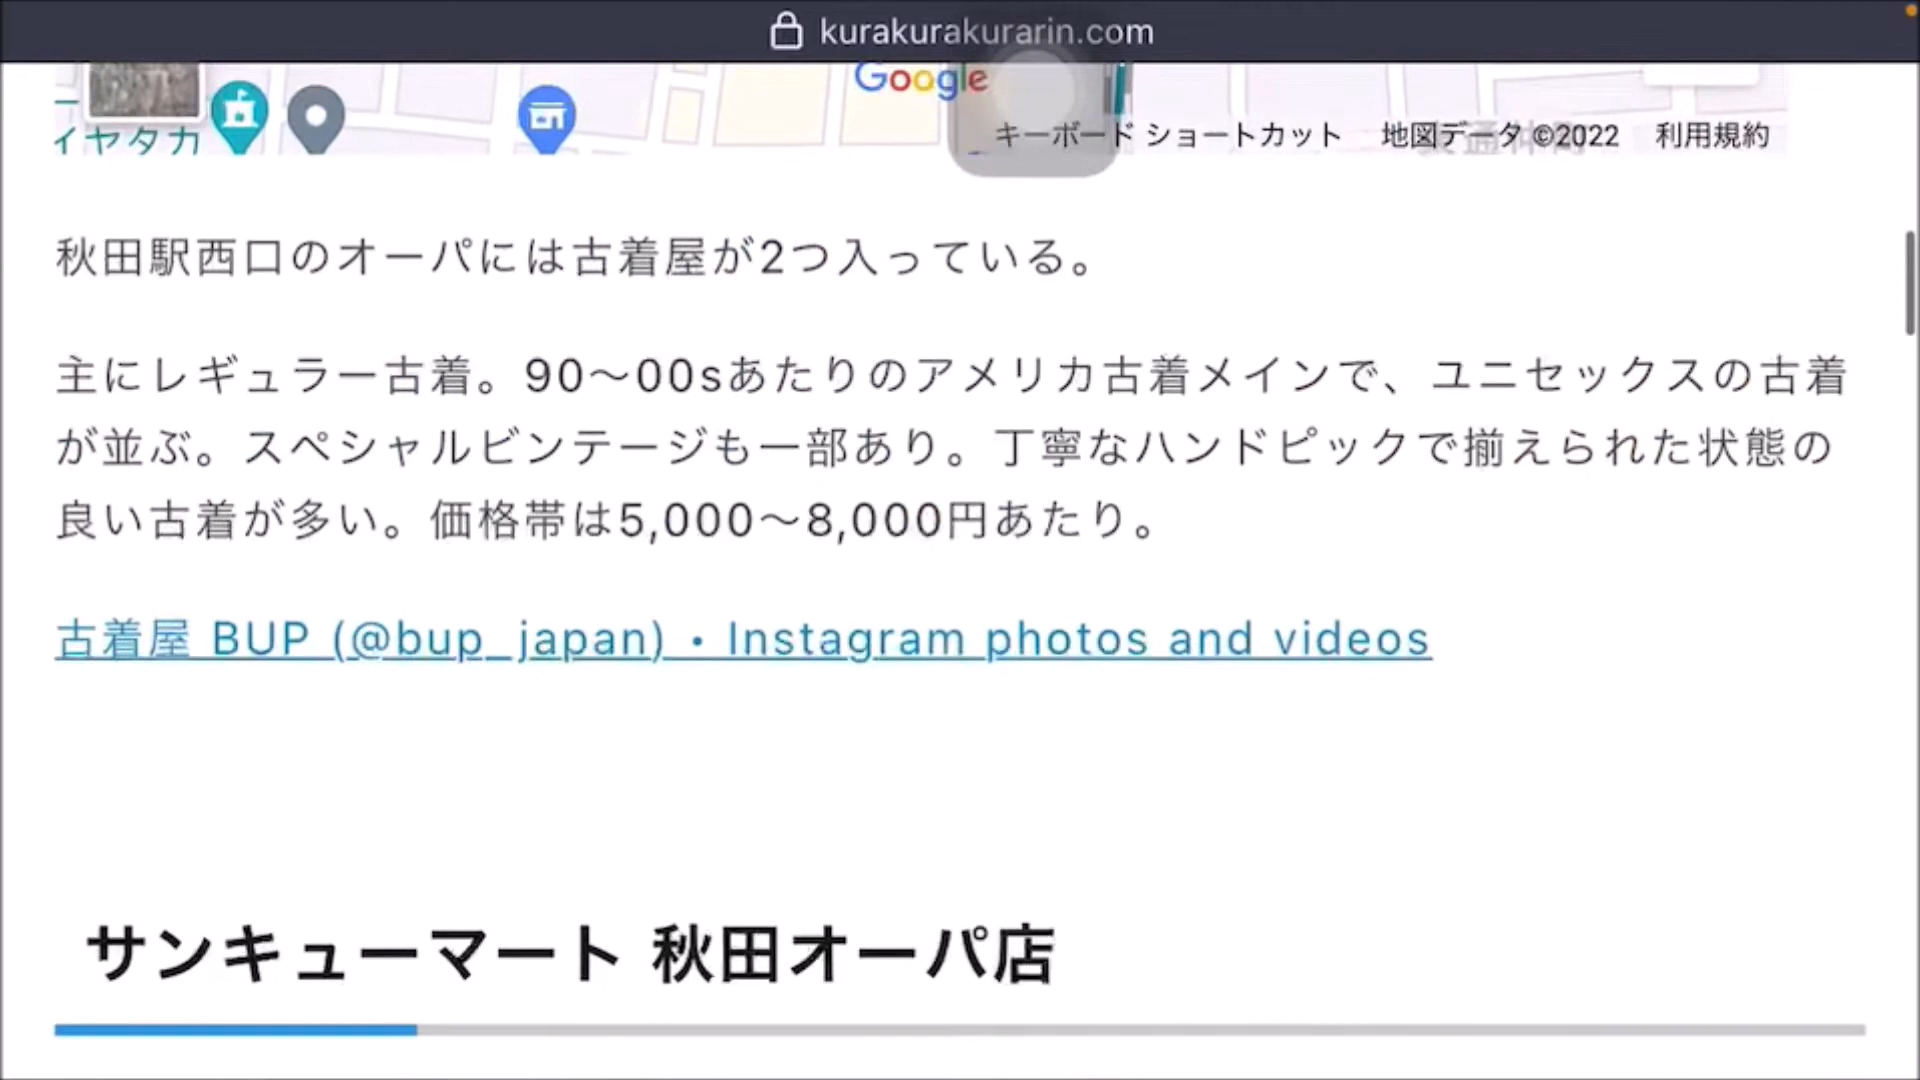 kurakurakurarin.com
Google
イヤタカ
キーボード ショートカット 地図データ ©2022 利用規約
秋田駅西口のオーパには古着屋が2つ入っている。
主にレギュラー古着。90〜00sあたりのアメリカ古着メインで、ユニセックスの古着
が並ぶ。スペシャルビンテージも一部あり。丁寧なハンドピックで揃えられた状態の
良い古着が多い。価格帯は5,000〜8,000円あたり。
古着屋 BUP (@bup_japan) • Instagram photos and videos
サンキューマート 秋田オーパ店